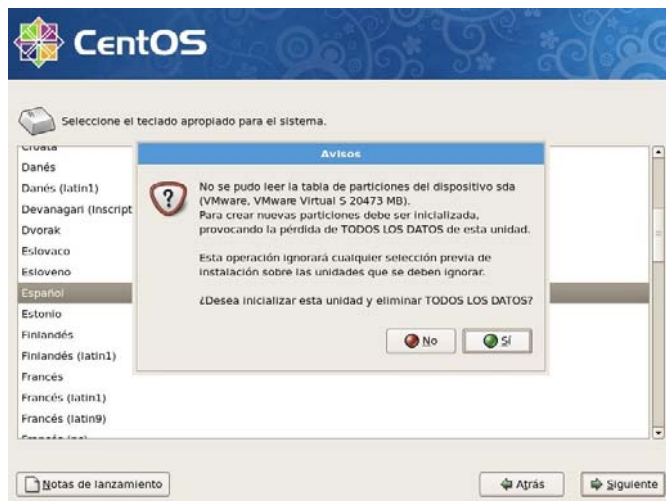 CentOS
Seleccione el teclado apropiado para el sistema.
Croata
Danés
Danés (latin1)
Devanagari (Inscript
Dvorak
Eslovaco
Esloveno
Español
Estonio
Finlandés
Finlandés (latin1)
Francés
Francés (latin1)
Francés (latin9)
Avisos
No se pudo leer la tabla de particiones del dispositivo sda
(VMware, VMware Virtual S 20473 MB).
Para crear nuevas particiones debe ser inicializada,
provocando la pérdida de TODOS LOS DATOS de esta unidad.
Esta operación ignorará cualquier selección previa de
instalación sobre las unidades que se deben ignorar.
¿Desea inicializar esta unidad y eliminar TODOS LOS DATOS?
No
Sí
Notas de lanzamiento
Atrás
Siguiente